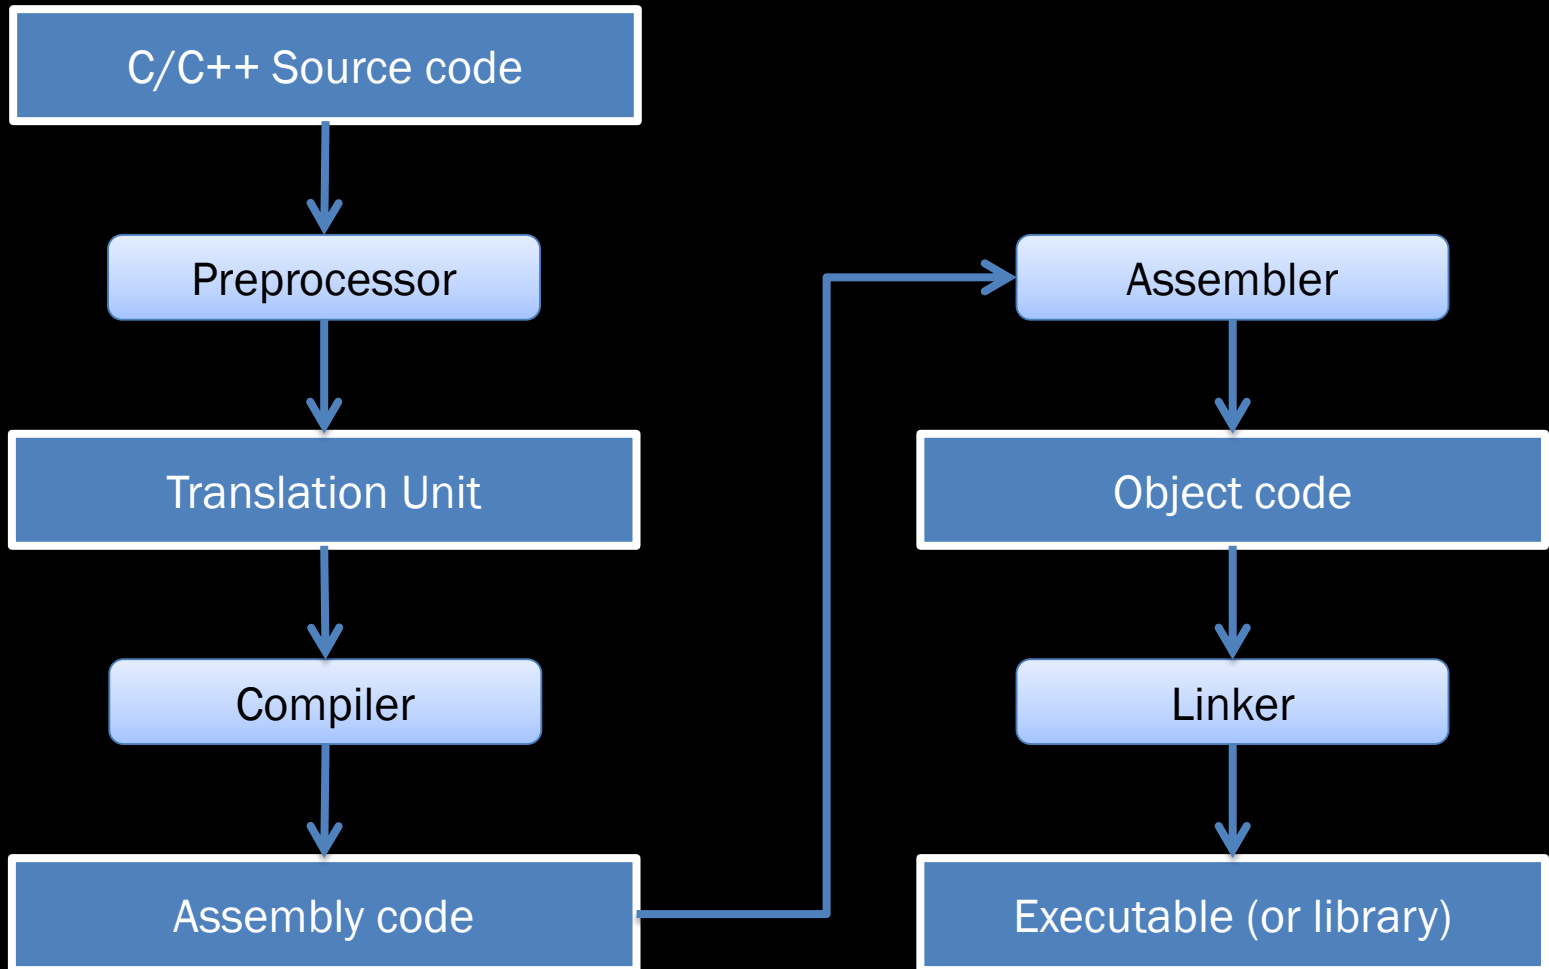 C/C++ Source code
Preprocessor
Translation Unit
Compiler
Assembly code
Assembler
Object code
Linker
Executable (or library)